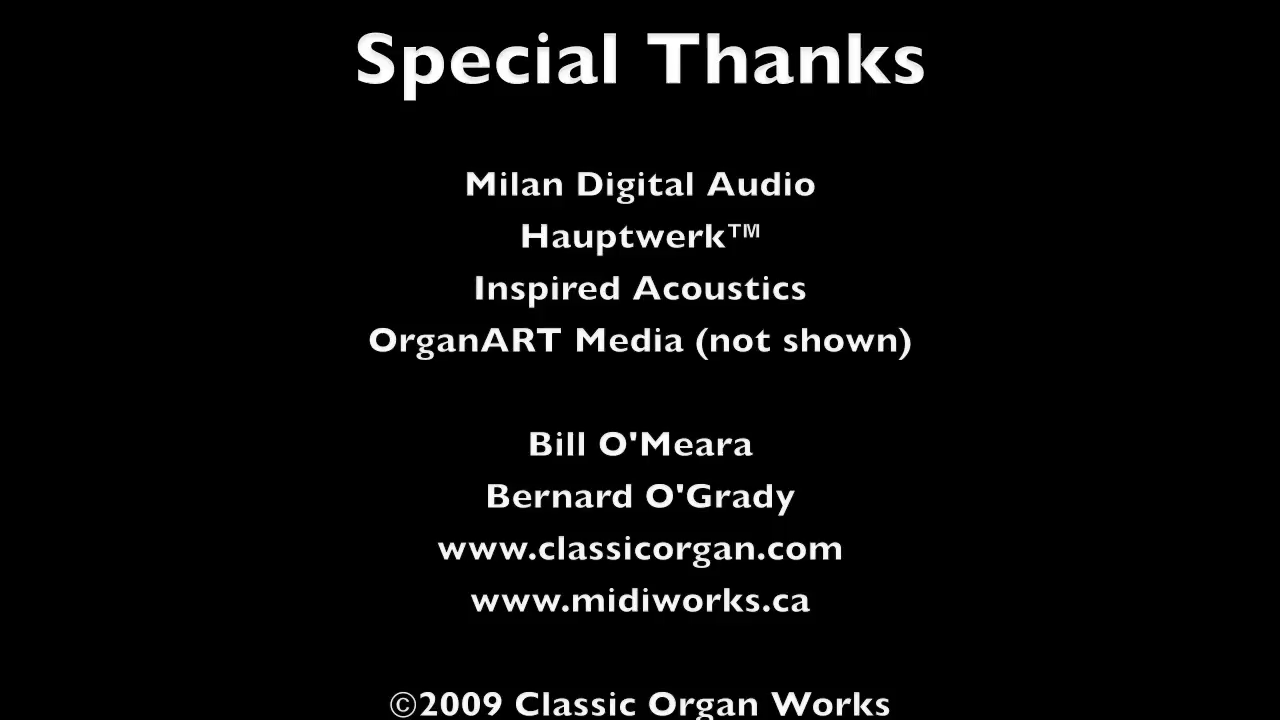 Special Thanks
Milan Digital Audio
Hauptwerk™
Inspired Acoustics
OrganART Media (not shown)
Bill O'Meara
Bernard O'Grady
www.classicorgan.com
www.midiworks.ca
©2009 Classic Organ Works